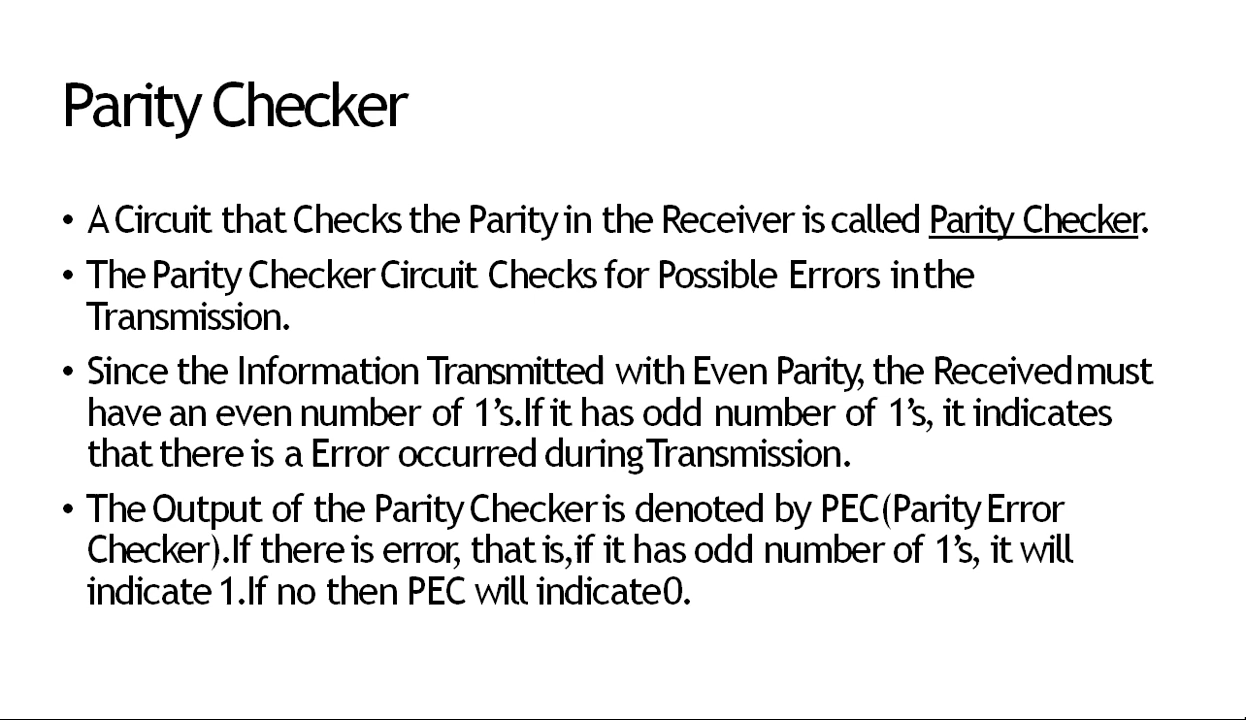 Parity Checker
• A Circuit that Checks the Parity in the Receiver is called Parity Checker.
• The Parity Checker Circuit Checks for Possible Errors in the
Transmission.
• Since the Information Transmitted with Even Parity, the Received must
have an even number of 1’s.If it has odd number of 1’s, it indicates
that there is a Error occurred during Transmission.
• The Output of the Parity Checker is denoted by PEC(Parity Error
Checker).If there is error, that is,if it has odd number of 1’s, it will
indicate 1.If no then PEC will indicate 0.